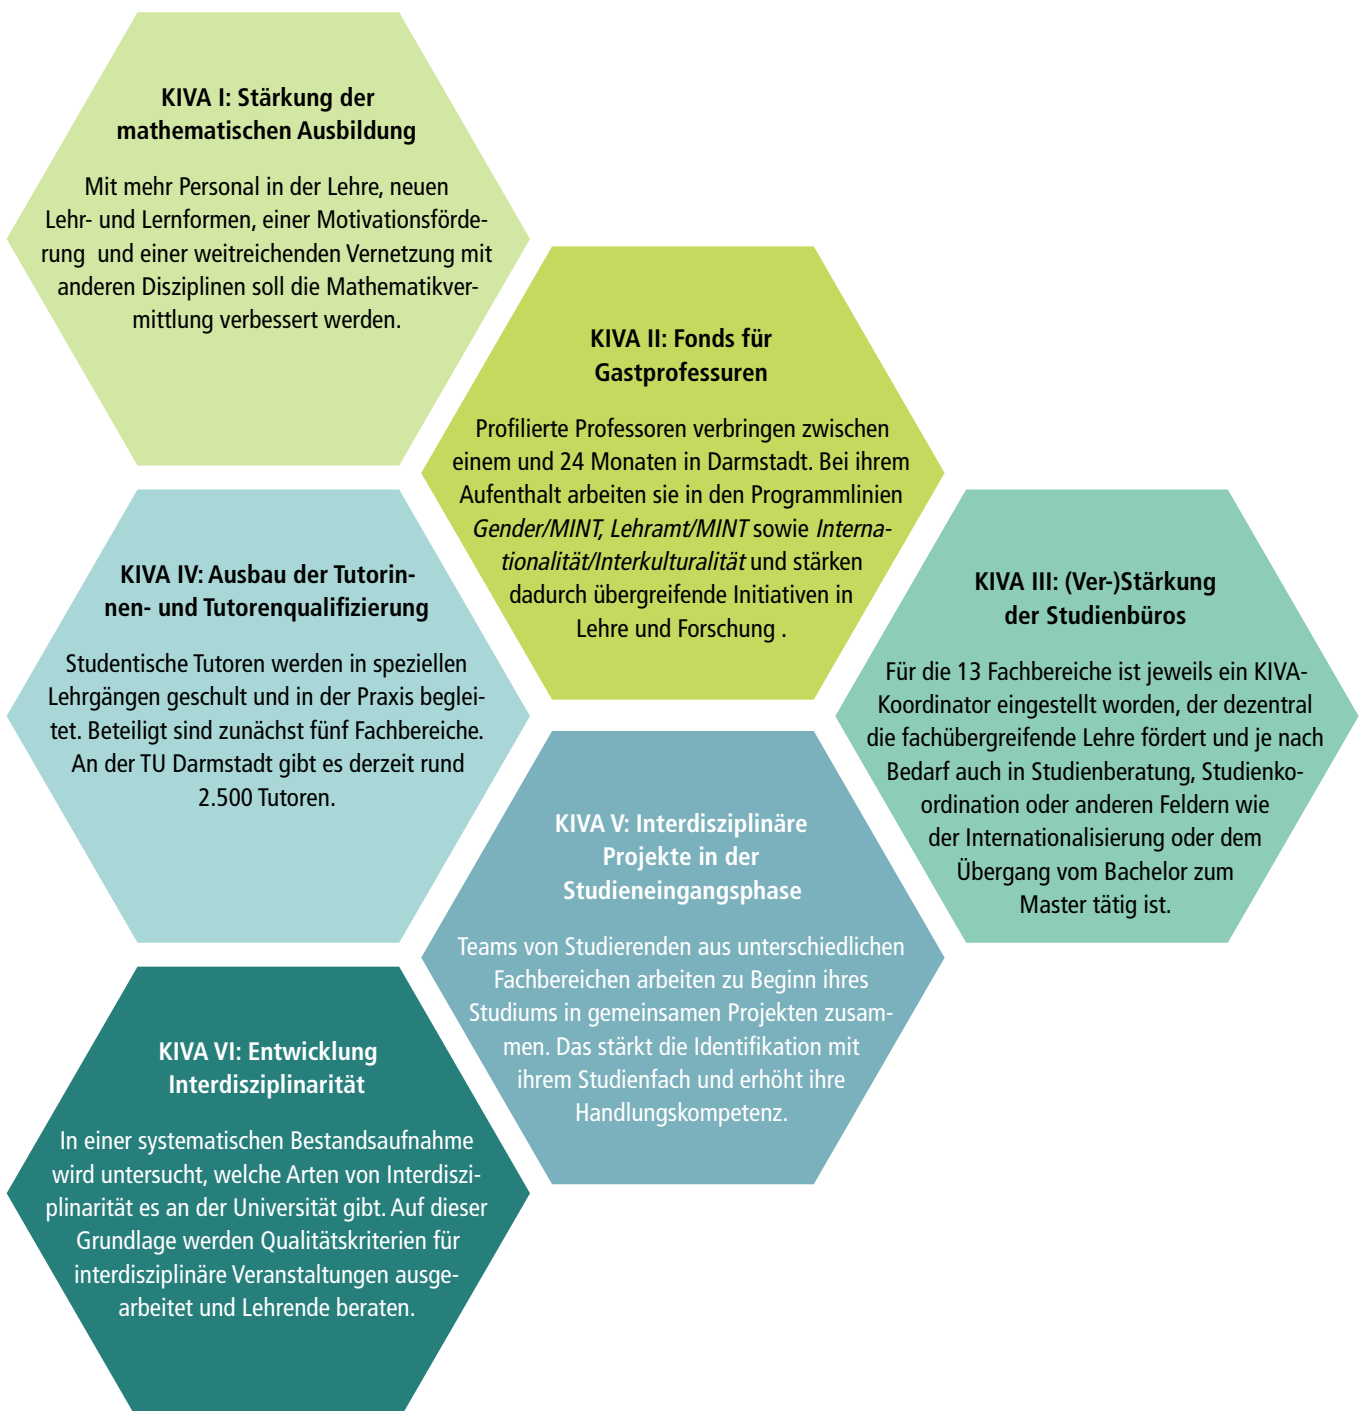 KIVA I: Stärkung der
mathematischen Ausbildung
Mit mehr Personal in der Lehre, neuen
Lehr- und Lernformen, einer Motivationsförde-
rung  und einer weitreichenden Vernetzung mit
anderen Disziplinen soll die Mathematikver-
mittlung verbessert werden.
KIVA II: Fonds für
Gastprofessuren
Profilierte Professoren verbringen zwischen
einem und 24 Monaten in Darmstadt. Bei ihrem
Aufenthalt arbeiten sie in den Programmlinien
Gender/MINT, Lehramt/MINT sowie Interna-
tionalität/Interkulturalität und stärken
dadurch übergreifende Initiativen in
Lehre und Forschung .
KIVA III: (Ver-)Stärkung
der Studienbüros
Für die 13 Fachbereiche ist jeweils ein KIVA-
Koordinator eingestellt worden, der dezentral
die fachübergreifende Lehre fördert und je nach
Bedarf auch in Studienberatung, Studienko-
ordination oder anderen Feldern wie
der Internationalisierung oder dem
Übergang vom Bachelor zum
Master tätig ist.
KIVA IV: Ausbau der Tutorin-
nen- und Tutorenqualifizierung
Studentische Tutoren werden in speziellen
Lehrgängen geschult und in der Praxis beglei-
tet. Beteiligt sind zunächst fünf Fachbereiche.
An der TU Darmstadt gibt es derzeit rund
2.500 Tutoren.
KIVA V: Interdisziplinäre
Projekte in der
Studieneingangsphase
Teams von Studierenden aus unterschiedlichen
Fachbereichen arbeiten zu Beginn ihres
Studiums in gemeinsamen Projekten zusam-
men. Das stärkt die Identifikation mit
ihrem Studienfach und erhöht ihre
Handlungskompetenz.
KIVA VI: Entwicklung
Interdisziplinarität
In einer systematischen Bestandsaufnahme
wird untersucht, welche Arten von Interdiszi-
plinarität es an der Universität gibt. Auf dieser
Grundlage werden Qualitätskriterien für
interdisziplinäre Veranstaltungen ausge-
arbeitet und Lehrende beraten.